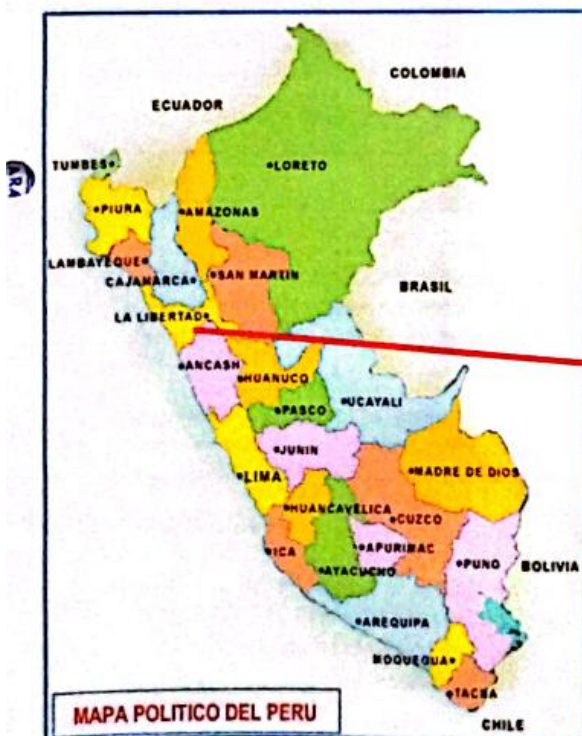 COLOMBIA
ECUADOR
TUMBES
LORETO
ARA
PIURA
AMAZONAS
LAMBAYEQUE
CAJAMARCA
SAN MARTIN
BRASIL
LA LIBERTAD
ANCASH
HUANUCO
PASCO
UCAYALI
JUNIN
LIMA
MADRE DE DIOS
HUANCAVELICA
CUZCO
ICA
APURIMAC
PUNO
BOLIVIA
AYACUCHO
AREQUIPA
MOQUEGUA
TACNA
MAPA POLITICO DEL PERU
CHILE